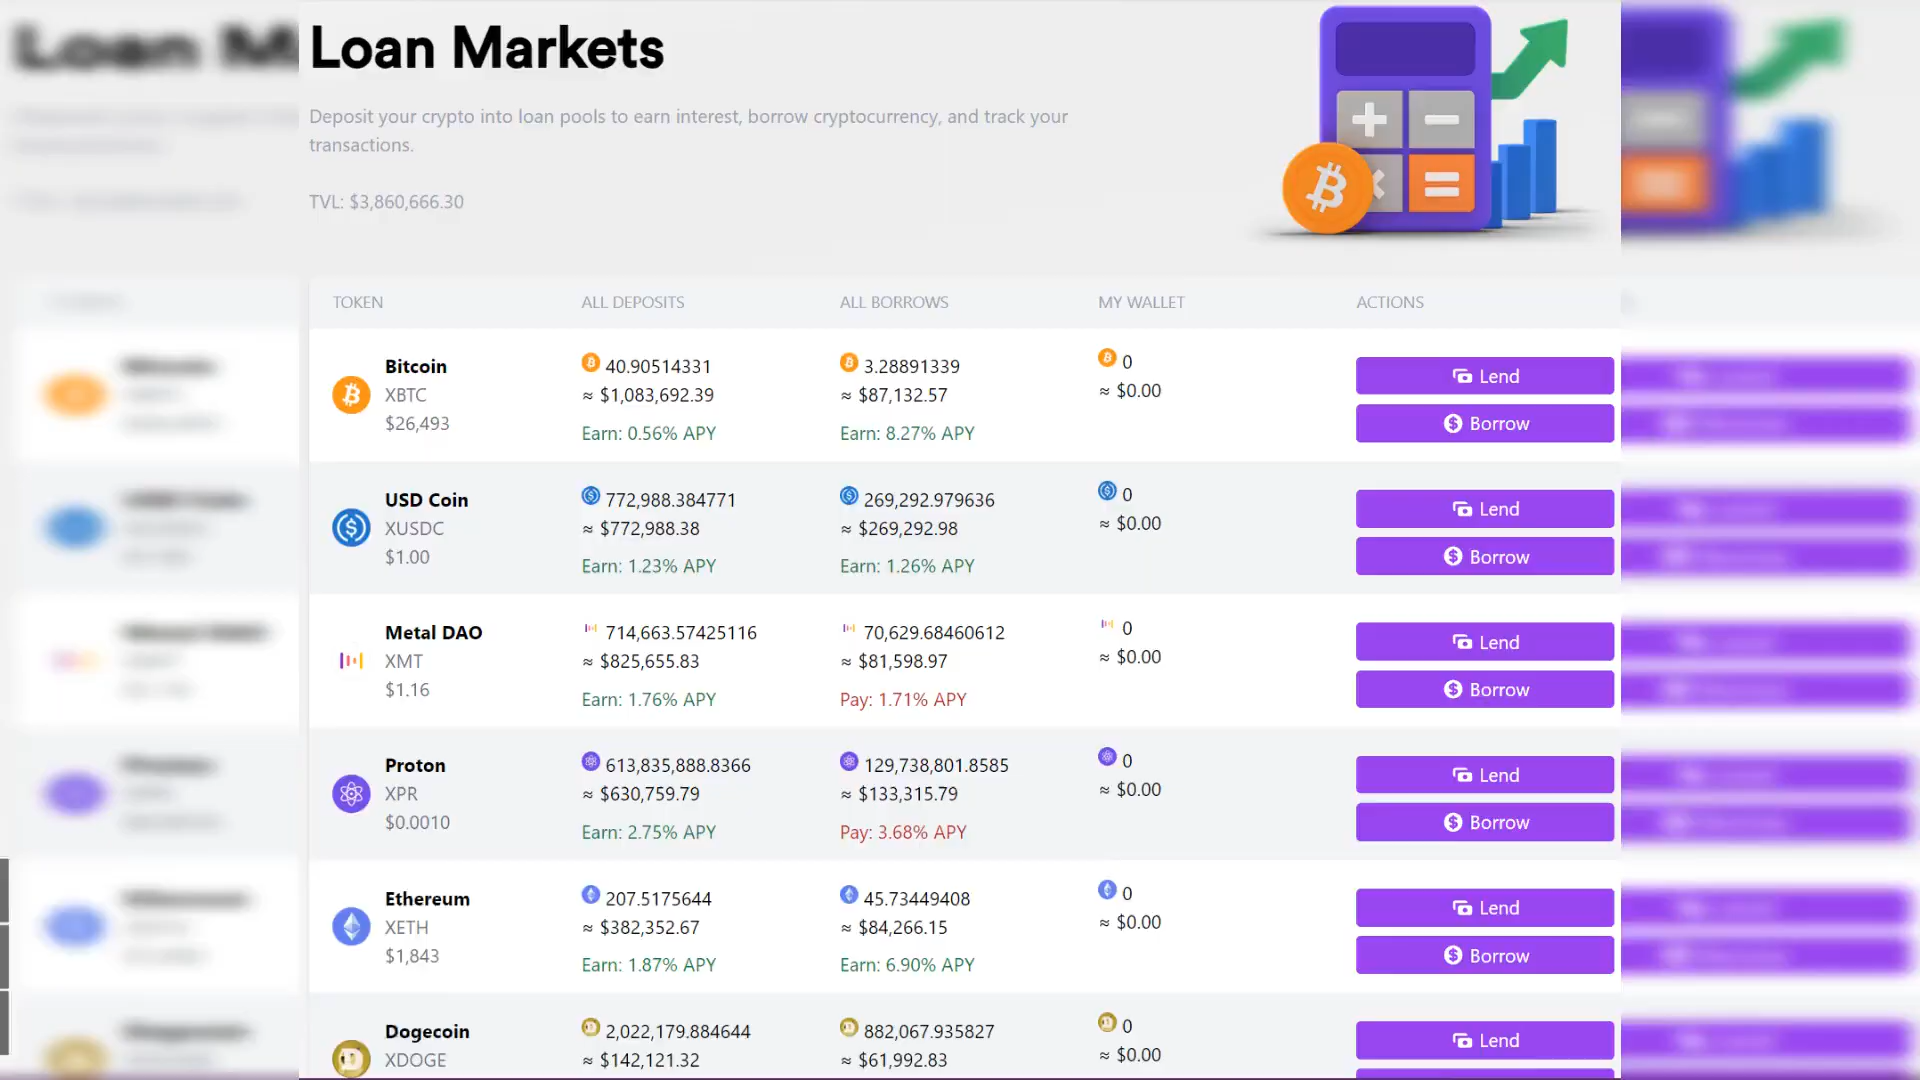 Loan Markets
Deposit your crypto into loan pools to earn interest, borrow cryptocurrency, and track your
transactions.
TVL: $3,860,666.30
TOKEN ALL DEPOSITS ALL BORROWS MY WALLET ACTIONS
Bitcoin 40.90514331 3.28891339 0 Lend
XBTC ≈ $1,083,692.39 ≈ $87,132.57 ≈ $0.00
$26,493 Earn: 0.56% APY Earn: 8.27% APY Borrow
USD Coin 772,988.384771 269,292.979636 0 Lend
XUSDC ≈ $772,988.38 ≈ $269,292.98 ≈ $0.00
$1.00 Earn: 1.23% APY Earn: 1.26% APY Borrow
Metal DAO 714,663.57425116 70,629.68460612 0 Lend
XMT ≈ $825,655.83 ≈ $81,598.97 ≈ $0.00
$1.16 Earn: 1.76% APY Pay: 1.71% APY Borrow
Proton 613,835,888.8366 129,738,801.8585 0 Lend
XPR ≈ $630,759.79 ≈ $133,315.79 ≈ $0.00
$0.0010 Earn: 2.75% APY Pay: 3.68% APY Borrow
Ethereum 207.5175644 45.73449408 0 Lend
XETH ≈ $382,352.67 ≈ $84,266.15 ≈ $0.00
$1,843 Earn: 1.87% APY Earn: 6.90% APY Borrow
Dogecoin 2,022,179.884644 882,067.935827 0 Lend
XDOGE ≈ $142,121.32 ≈ $61,992.83 ≈ $0.00